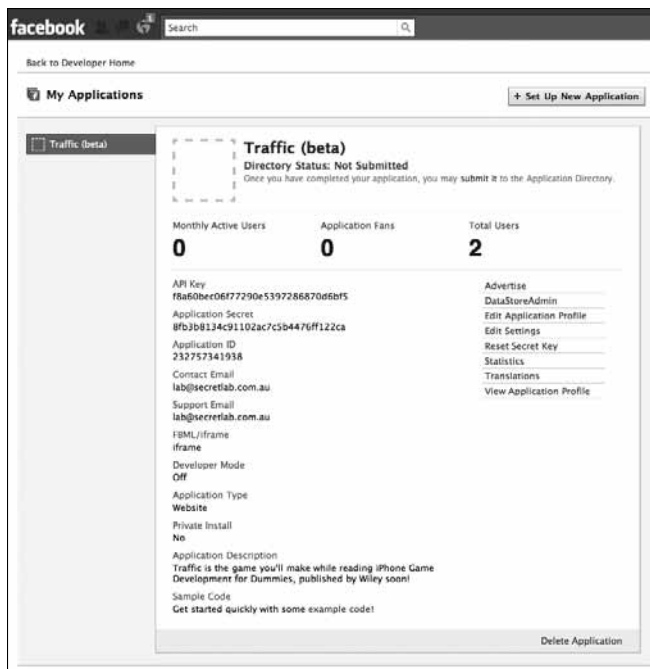 facebook
1
Search
Back to Developer Home
My Applications
+ Set Up New Application
Traffic (beta)
Traffic (beta)
Directory Status: Not Submitted
Once you have completed your application, you may submit it to the Application Directory.
Monthly Active Users
Application Fans
Total Users
0
0
2
API Key
f8a60bec06f77290e5397286870d6bf5
Application Secret
8fb3b8134c91102ac7c5b4476ff122ca
Application ID
232757341938
Contact Email
lab@secretlab.com.au
Support Email
lab@secretlab.com.au
FBML/iframe
iframe
Developer Mode
Off
Application Type
Website
Private Install
No
Application Description
Traffic is the game you'll make while reading iPhone Game
Development for Dummies, published by Wiley soon!
Sample Code
Get started quickly with some example code!
Advertise
DataStoreAdmin
Edit Application Profile
Edit Settings
Reset Secret Key
Statistics
Translations
View Application Profile
Delete Application